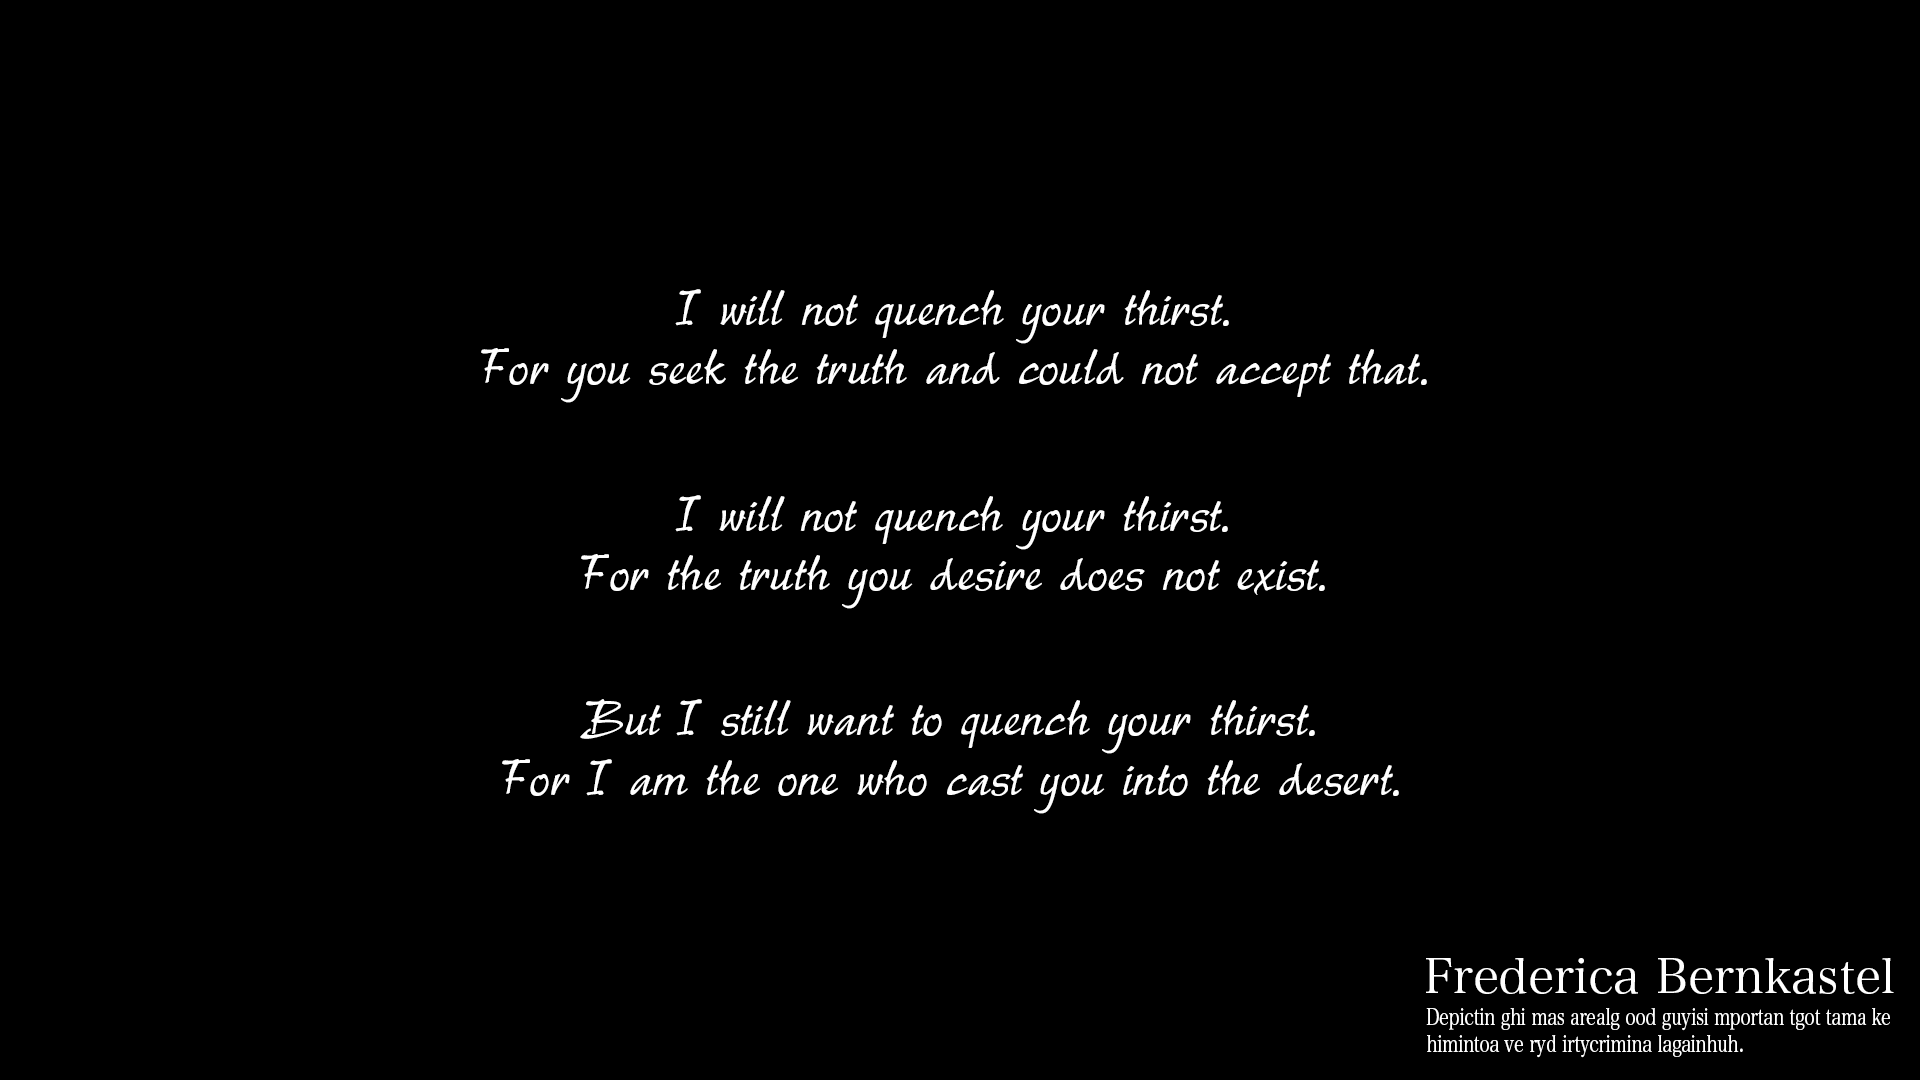 I will not quench your thirst.
For you seek the truth and could not accept that.
I will not quench your thirst.
For the truth you desire does not exist.
But I still want to quench your thirst.
For I am the one who cast you into the desert.
Frederica Bernkastel
Depictin ghi mas arealg ood guyisi mportan tgot tama ke
himintoa ve ryd irtycrimina lagainhuh.